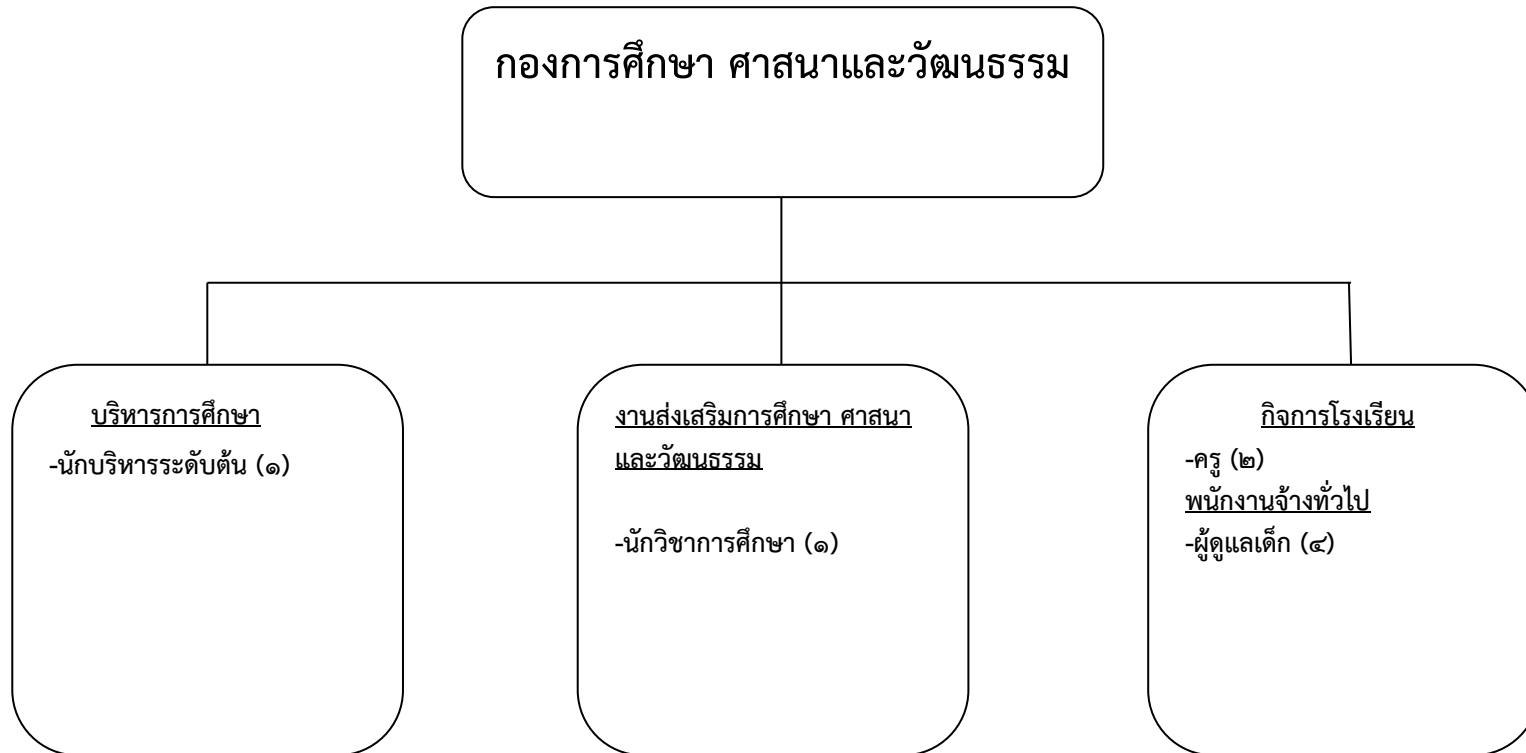 กองการศึกษา ศาสนาและวัฒนธรรม
บริหารการศึกษา
-นักบริหารระดับต้น (๑)
งานส่งเสริมการศึกษา ศาสนา
และวัฒนธรรม
-นักวิชาการศึกษา (๑)
กิจการโรงเรียน
-ครู (๒)
พนักงานจ้างทั่วไป
-ผู้ดูแลเด็ก (๔)